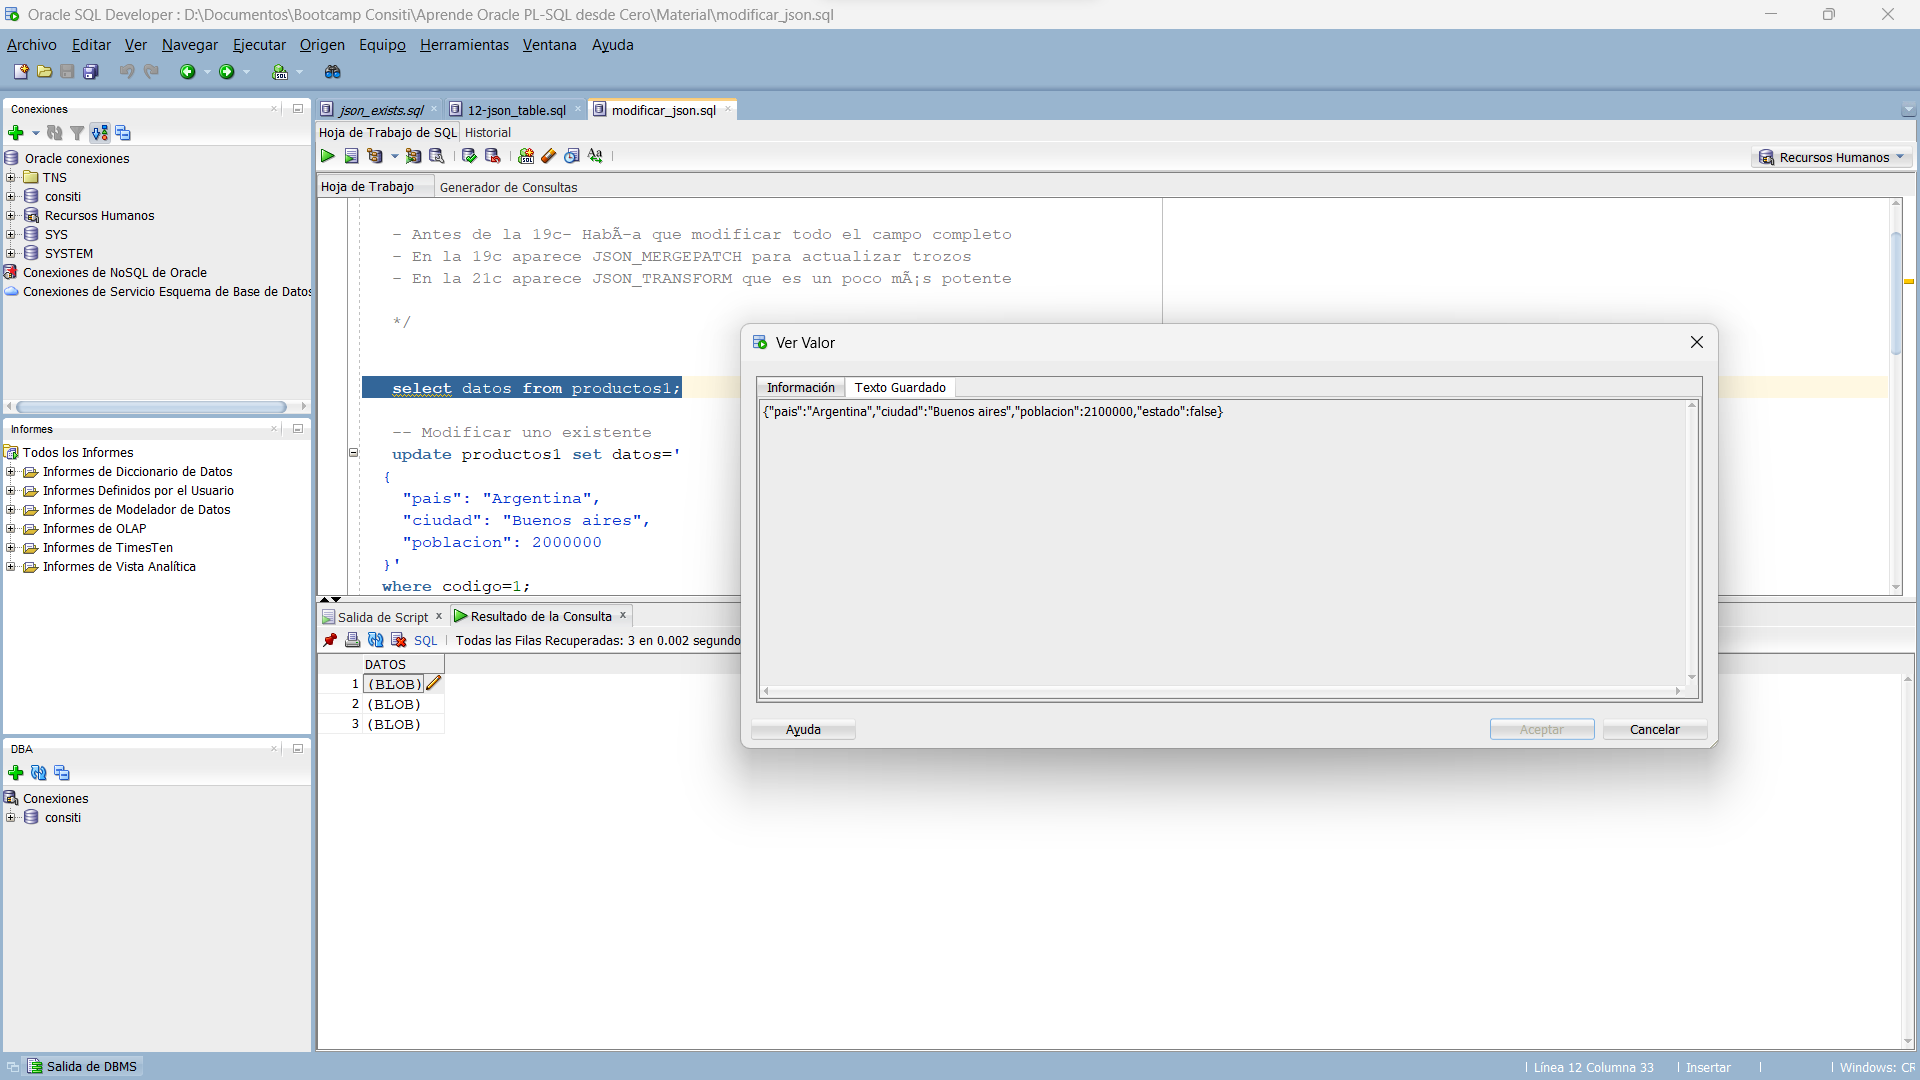 Oracle SQL Developer : D:\Documentos\Bootcamp Consiti\Aprende Oracle PL-SQL desde Cero\Material\modificar_json.sql
Archivo Editar Ver Navegar Ejecutar Origen Equipo Herramientas Ventana Ayuda
Conexiones
Oracle conexiones
TNS
consiti
Recursos Humanos
SYS
SYSTEM
Conexiones de NoSQL de Oracle
Conexiones de Servicio Esquema de Base de Datos
Informes
Todos los Informes
Informes de Diccionario de Datos
Informes Definidos por el Usuario
Informes de Modelador de Datos
Informes de OLAP
Informes de TimesTen
Informes de Vista Analítica
DBA
Conexiones
consiti
json_exists.sql 12-json_table.sql modificar_json.sql
Hoja de Trabajo de SQL Historial
Recursos Humanos
Hoja de Trabajo Generador de Consultas
- Antes de la 19c- HabÃ-a que modificar todo el campo completo
- En la 19c aparece JSON_MERGEPATCH para actualizar trozos
- En la 21c aparece JSON_TRANSFORM que es un poco mÃ¡s potente
*/
select datos from productos1;
-- Modificar uno existente
update productos1 set datos='
{
"pais": "Argentina",
"ciudad": "Buenos aires",
"poblacion": 2000000
}'
where codigo=1;
Salida de Script Resultado de la Consulta
SQL Todas las Filas Recuperadas: 3 en 0.002 segundo
DATOS
1 (BLOB)
2 (BLOB)
3 (BLOB)
Ver Valor
Información Texto Guardado
{"pais":"Argentina","ciudad":"Buenos aires","poblacion":2100000,"estado":false}
Ayuda Aceptar Cancelar
Salida de DBMS
Línea 12 Columna 33 Insertar Windows: CR